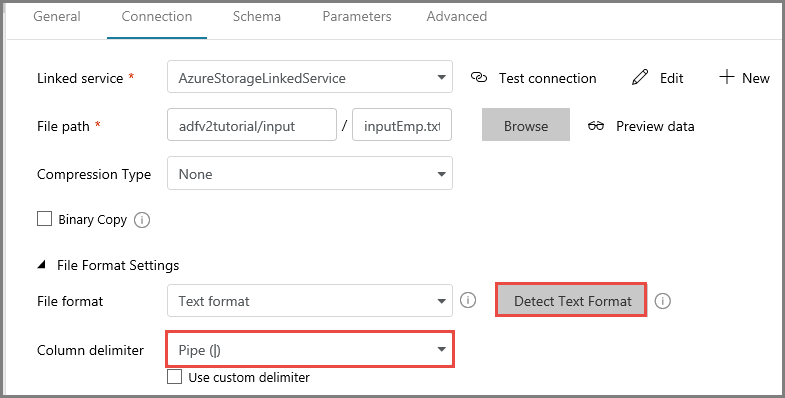 General Connection Schema Parameters Advanced
Linked service * AzureStorageLinkedService Test connection Edit New
File path * adfv2tutorial/input / inputEmp.txt Browse Preview data
Compression Type None
Binary Copy
File Format Settings
File format Text format Detect Text Format
Column delimiter Pipe (|)
Use custom delimiter